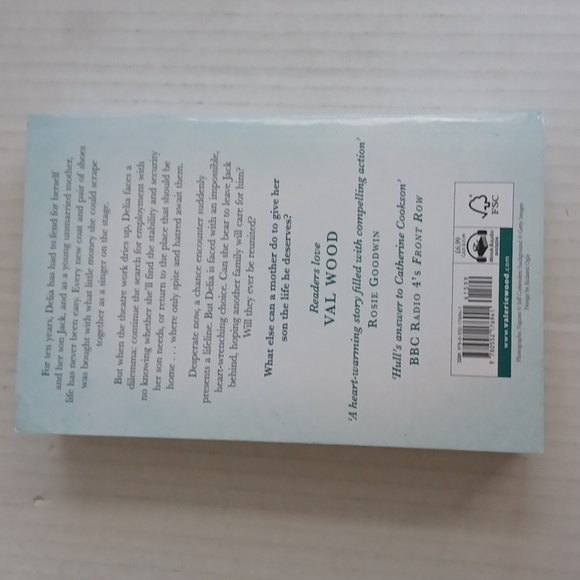 For ten years, Delia has had to fend for herself
and her son Jack, and as a young unmarried mother,
life has never been easy. Every new coat and pair of shoes
was bought with what little money she could scrape
together as a singer on the stage.
But when the theatre work dries up, Delia faces a
dilemma: continue the search for employment with
no knowing whether she'll find the stability and security
her son needs, or return to the place that should be
home . . . where only spite and hatred await them.
Desperate now, a chance encounter suddenly
presents a lifeline. But Delia is faced with an impossible,
heart-wrenching choice. Can she bear to leave Jack
behind, hoping another family will care for him?
Will they ever be reunited?
What else can a mother do to give her
son the life he deserves?
Readers love
VAL WOOD
'A heart-warming story filled with compelling action'
ROSIE GOODWIN
'Hull's answer to Catherine Cookson'
BBC RADIO 4'S FRONT ROW
£6.99
FSC
www.valeriewood.com